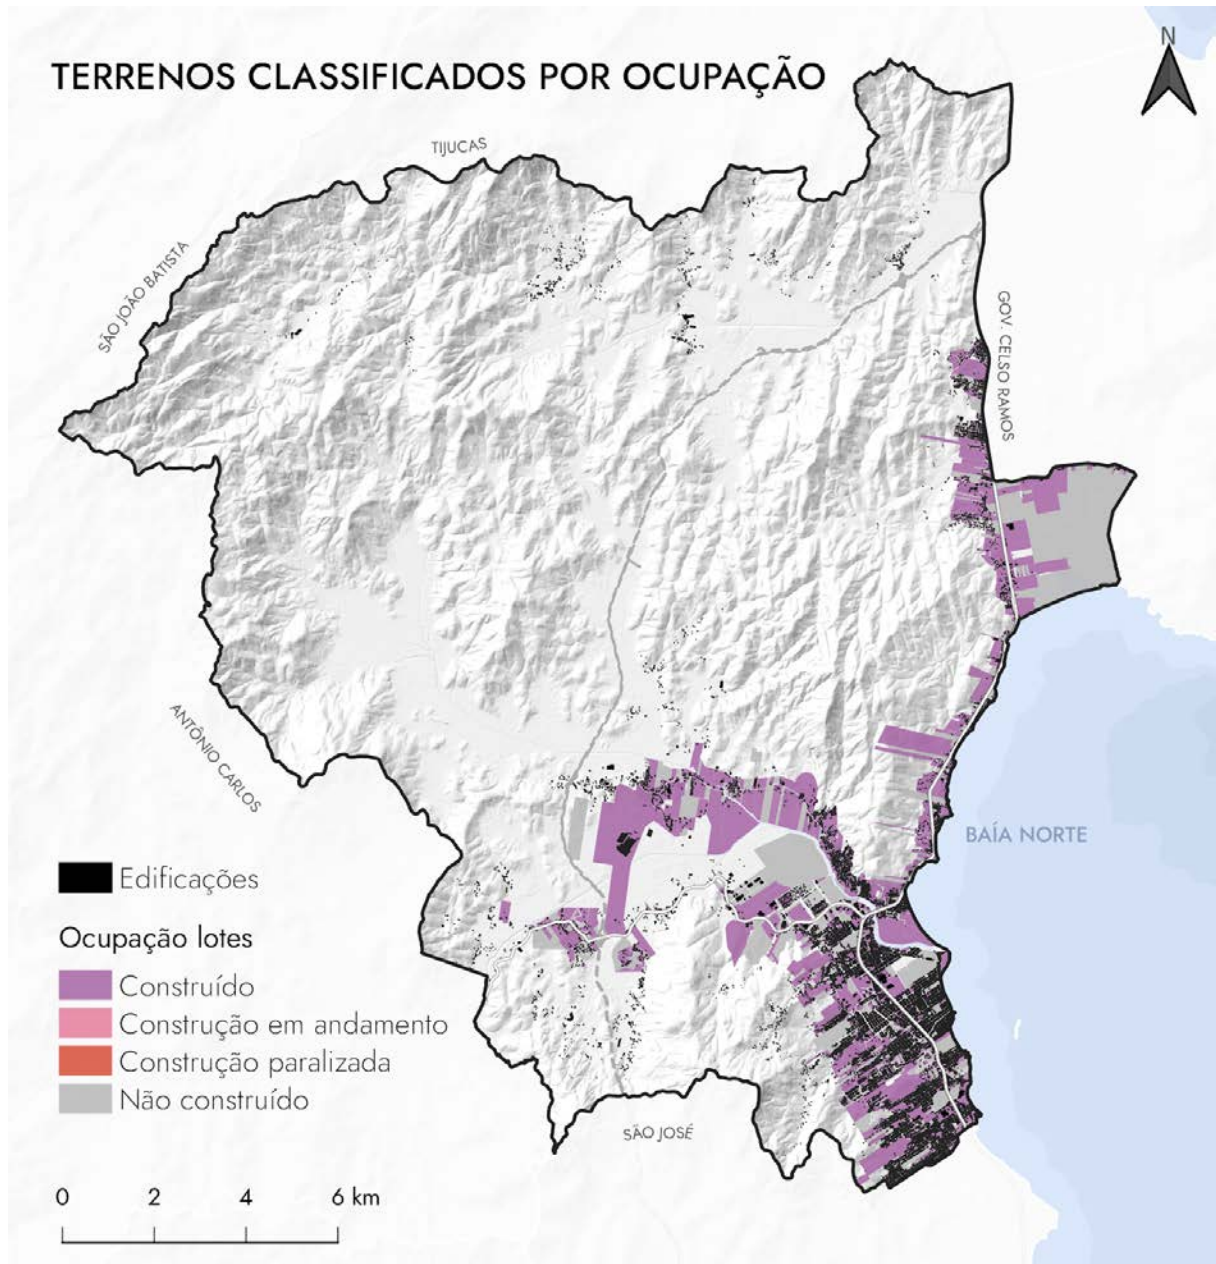 N
TERRENOS CLASSIFICADOS POR OCUPAÇÃO
TIJUCAS
SÃO JOÃO BATISTA
GOV. CELSO RAMOS
ANTÔNIO CARLOS
BAÍA NORTE
Edificações
Ocupação lotes
Construído
Construção em andamento
Construção paralizada
Não construído
SÃO JOSÉ
0 2 4 6 km